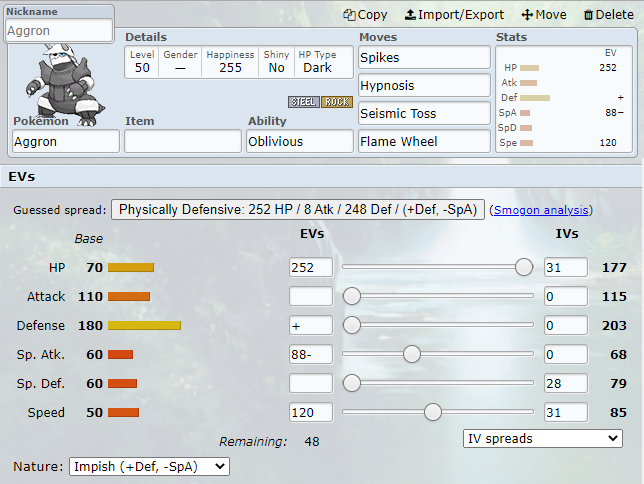 Nickname
Aggron
Copy Import/Export Move Delete
Details
Level Gender Happiness Shiny HP Type
50 — 255 No Dark
STEEL ROCK
Pokémon Item Ability
Aggron Oblivious
Moves
Spikes
Hypnosis
Seismic Toss
Flame Wheel
Stats
EV
HP 252
Atk
Def +
SpA 88−
SpD
Spe 120
EVs
Guessed spread: Physically Defensive: 252 HP / 8 Atk / 248 Def / (+Def, -SpA) (Smogon analysis)
Base EVs IVs
HP 70 252 31 177
Attack 110 0 115
Defense 180 + 0 203
Sp. Atk. 60 88- 0 68
Sp. Def. 60 28 79
Speed 50 120 31 85
Remaining: 48 IV spreads
Nature: Impish (+Def, -SpA)